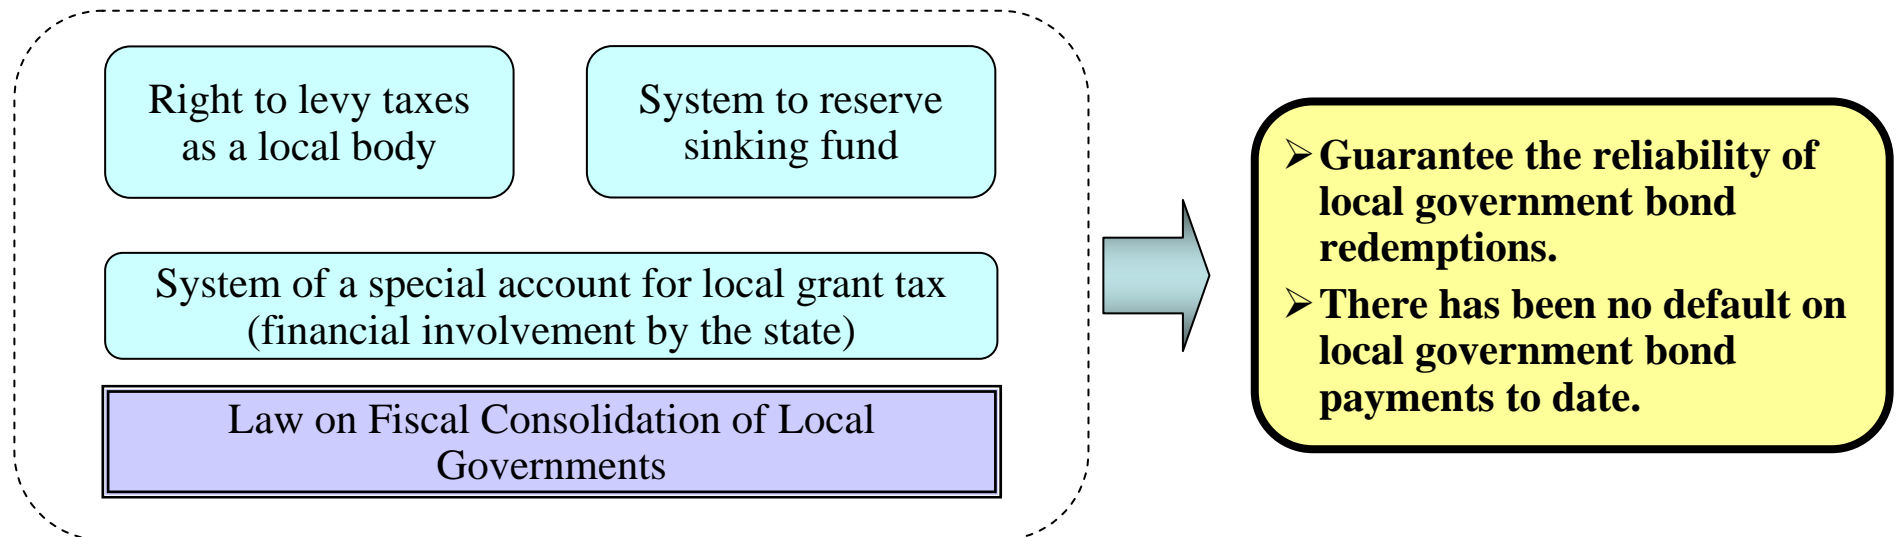 Right to levy taxes
as a local body
System to reserve
sinking fund
System of a special account for local grant tax
(financial involvement by the state)
Law on Fiscal Consolidation of Local
Governments
➢Guarantee the reliability of
local government bond
redemptions.
➢There has been no default on
local government bond
payments to date.